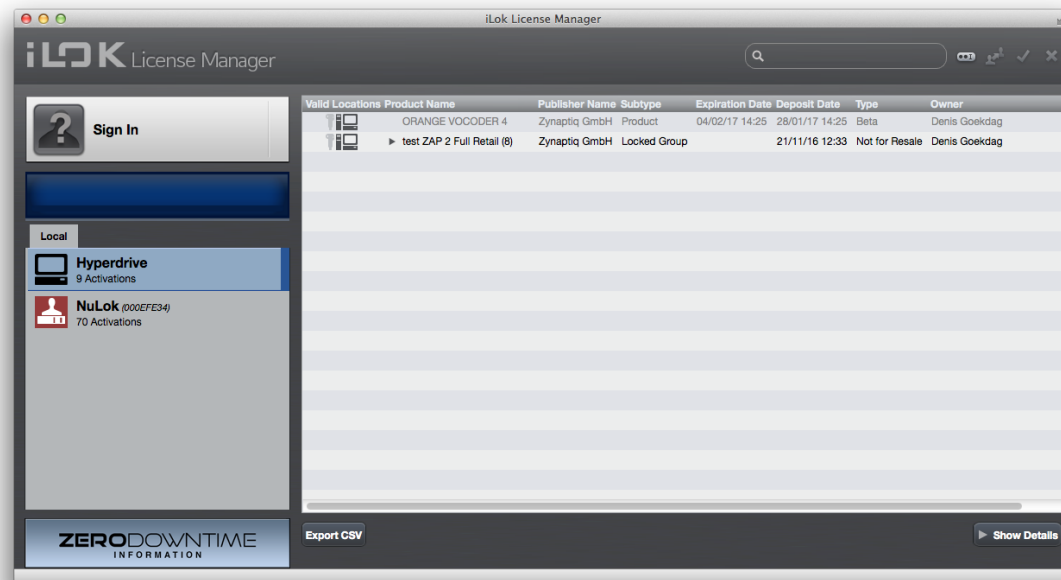 iLok License Manager
iLOK License Manager
Sign In
Local
Hyperdrive
9 Activations
NuLok (000EFE34)
70 Activations
ZERODOWNTIME
INFORMATION
Valid Locations Product Name Publisher Name Subtype Expiration Date Deposit Date Type Owner
ORANGE VOCODER 4 Zynaptiq GmbH Product 04/02/17 14:25 28/01/17 14:25 Beta Denis Goekdag
test ZAP 2 Full Retail (8) Zynaptiq GmbH Locked Group 21/11/16 12:33 Not for Resale Denis Goekdag
Export CSV
Show Details